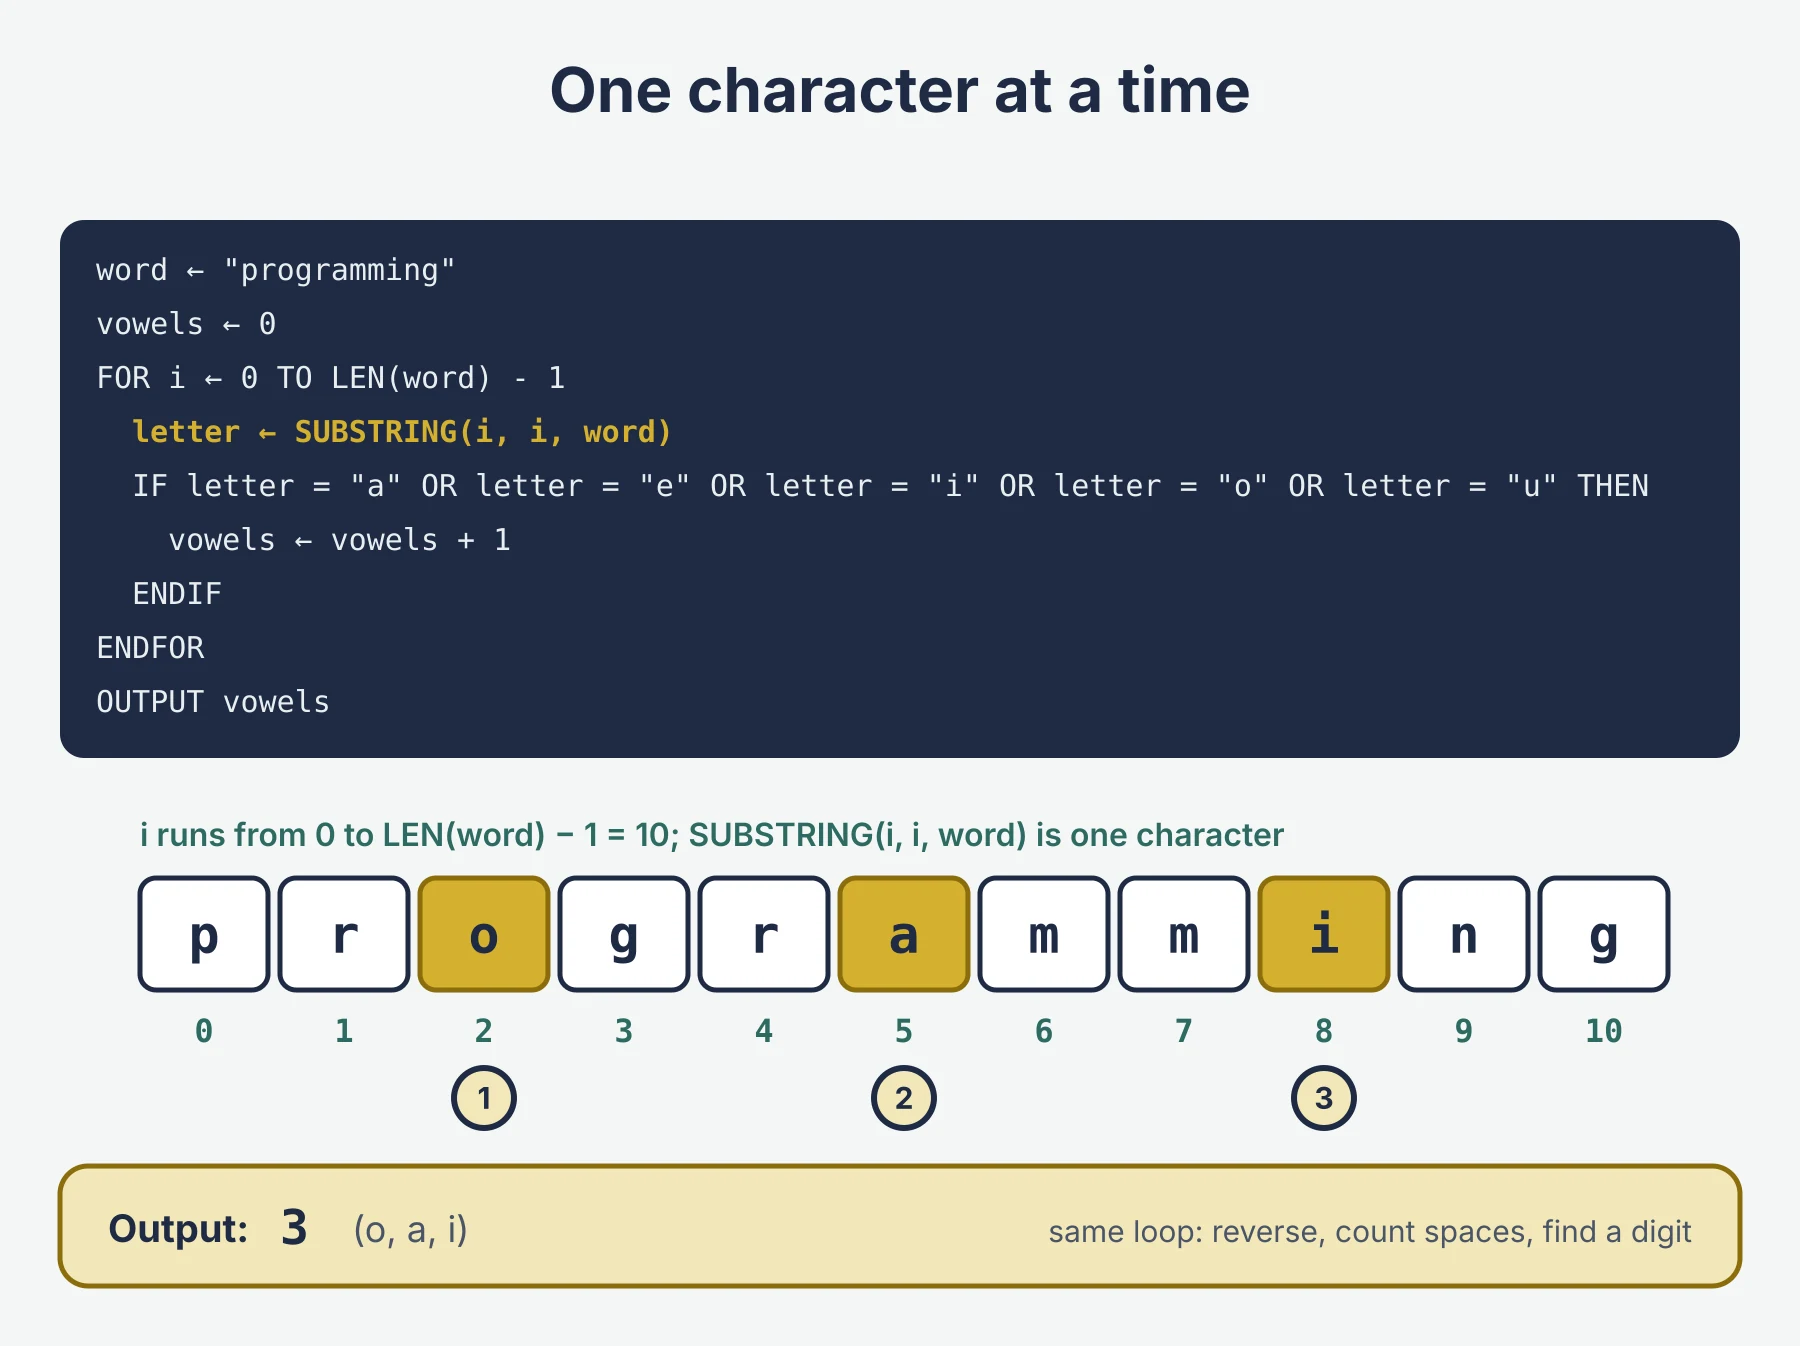 One character at a time
word ← "programming"
vowels ← 0
FOR i ← 0 TO LEN(word) - 1
  letter ← SUBSTRING(i, i, word)
  IF letter = "a" OR letter = "e" OR letter = "i" OR letter = "o" OR letter = "u" THEN
    vowels ← vowels + 1
  ENDIF
ENDFOR
OUTPUT vowels
i runs from 0 to LEN(word) − 1 = 10; SUBSTRING(i, i, word) is one character
p r o g r a m m i n g
0 1 2 3 4 5 6 7 8 9 10
1 2 3
Output: 3 (o, a, i) same loop: reverse, count spaces, find a digit